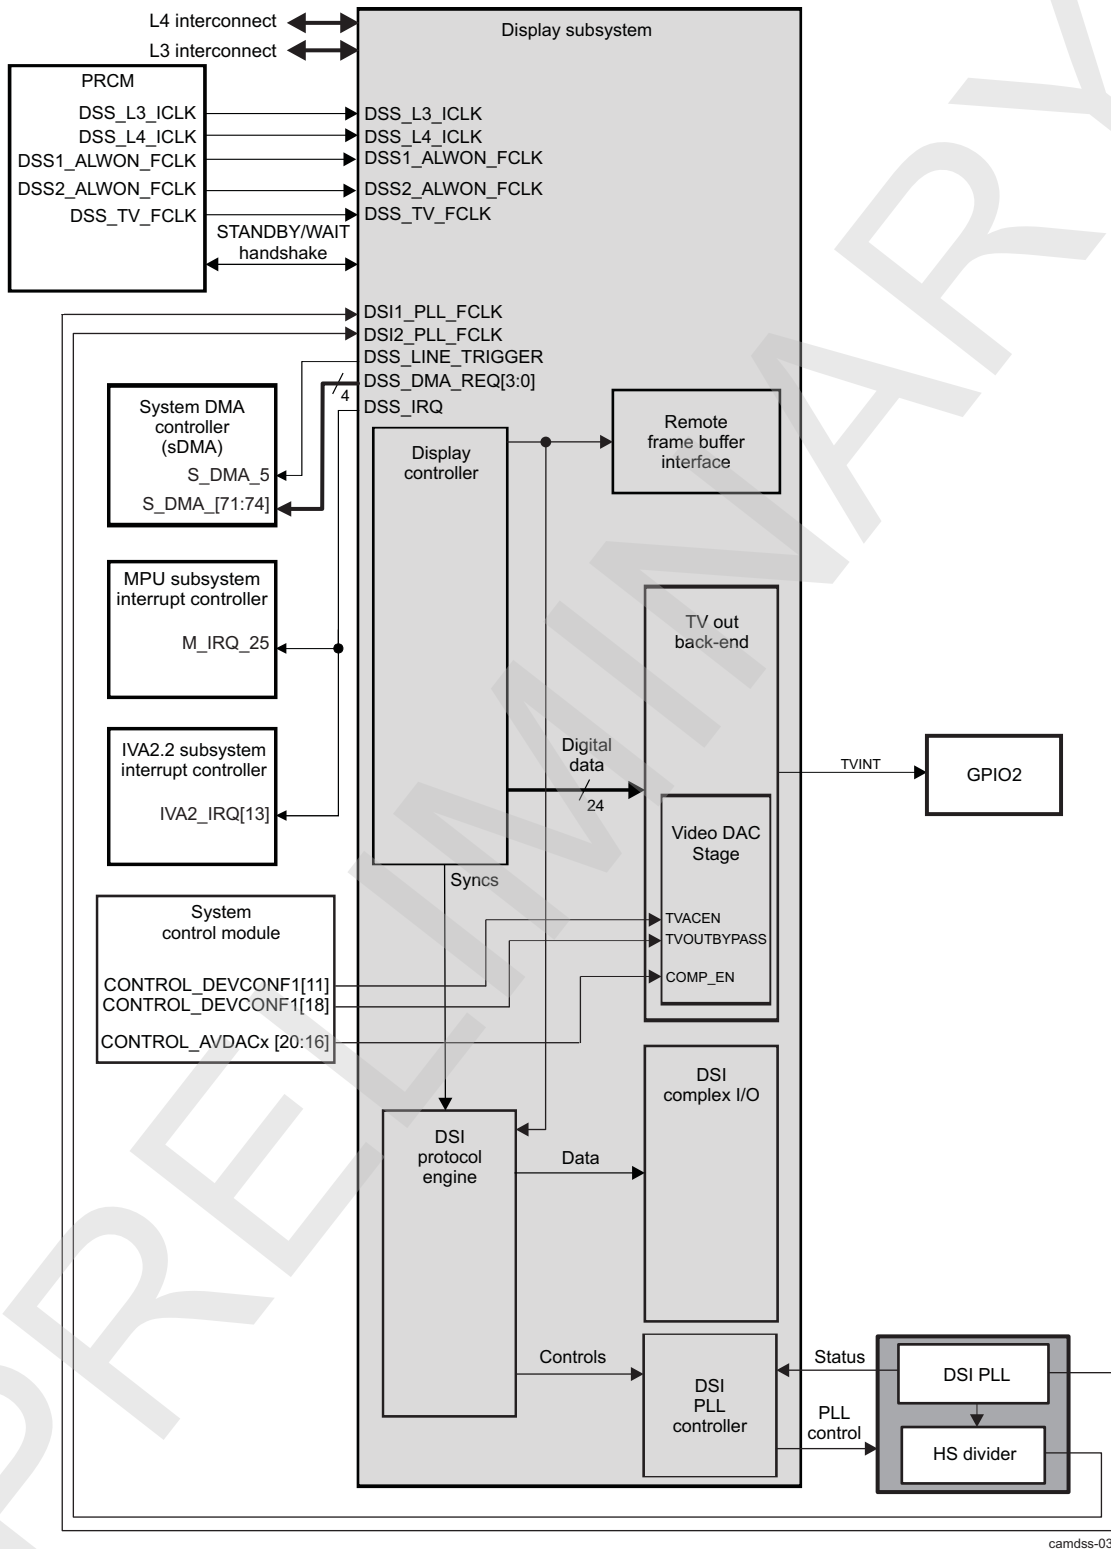 L4 interconnect
L3 interconnect
Display subsystem
PRCM
DSS_L3_ICLK
DSS_L4_ICLK
DSS1_ALWON_FCLK
DSS2_ALWON_FCLK
DSS_TV_FCLK
DSS_L3_ICLK
DSS_L4_ICLK
DSS1_ALWON_FCLK
DSS2_ALWON_FCLK
DSS_TV_FCLK
STANDBY/WAIT
handshake
DSI1_PLL_FCLK
DSI2_PLL_FCLK
DSS_LINE_TRIGGER
DSS_DMA_REQ[3:0]
DSS_IRQ
4
System DMA
controller
(sDMA)
S_DMA_5
S_DMA_[71:74]
Display
controller
Remote
frame buffer
interface
MPU subsystem
interrupt controller
M_IRQ_25
TV out
back-end
IVA2.2 subsystem
interrupt controller
IVA2_IRQ[13]
Digital
data
24
TVINT
GPIO2
Video DAC
Stage
Syncs
TVACEN
TVOUTBYPASS
COMP_EN
System
control module
CONTROL_DEVCONF1[11]
CONTROL_DEVCONF1[18]
CONTROL_AVDACx [20:16]
DSI
complex I/O
DSI
protocol
engine
Data
Controls
DSI
PLL
controller
Status
PLL
control
DSI PLL
HS divider
camdss-03
PRELIMINARY